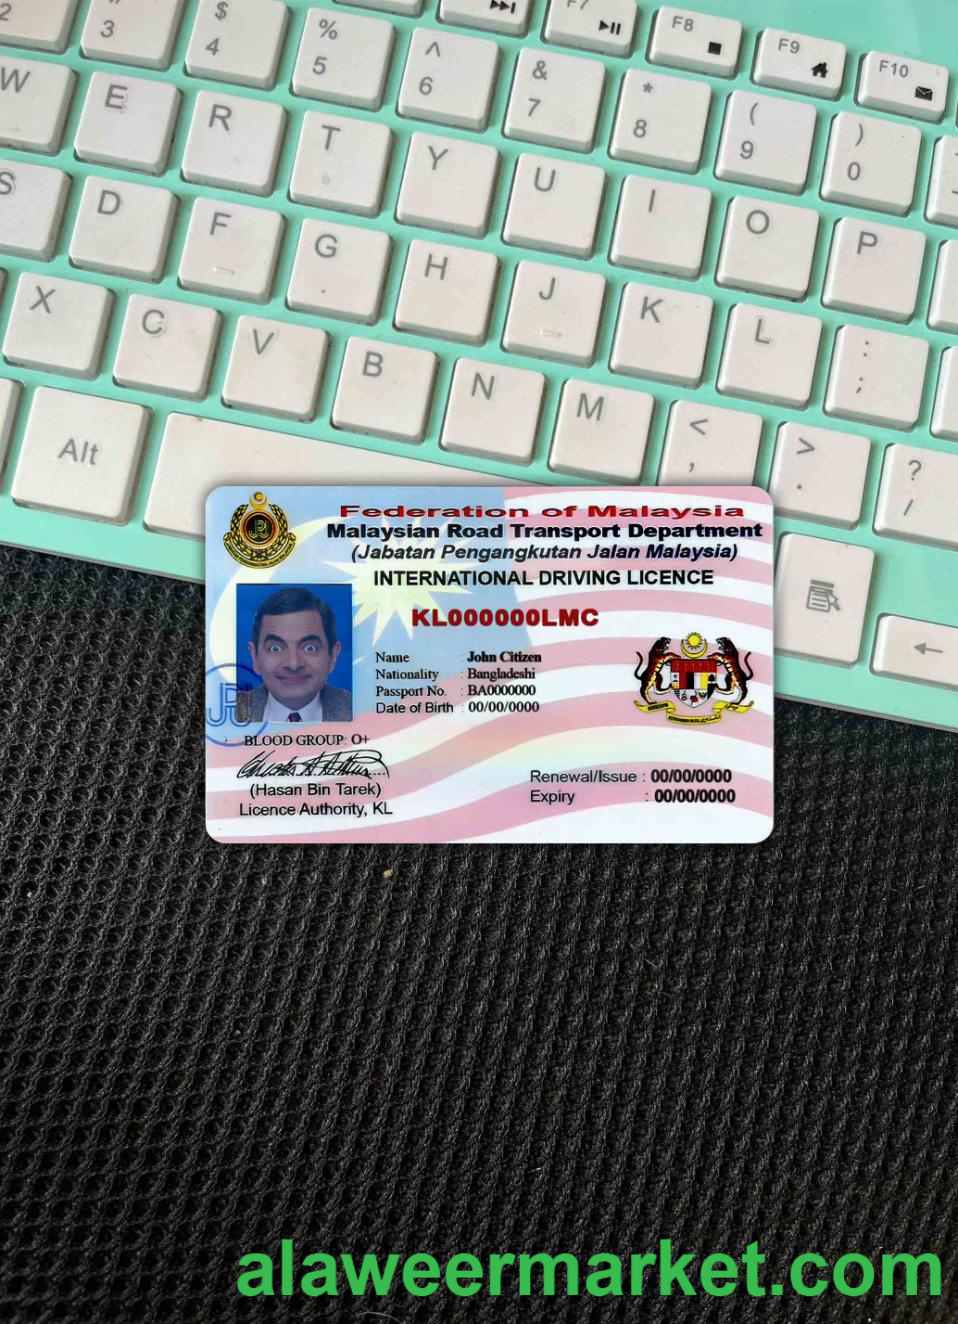 2 3 $ 4 % 5 ^ 6 & 7 * 8 ( 9 ) 0
F7 F8 F9 F10
W E R T Y U I O P
S D F G H J K L : ;
X C V B N M < , > . ? /
Alt
Federation of Malaysia
Malaysian Road Transport Department
(Jabatan Pengangkutan Jalan Malaysia)
INTERNATIONAL DRIVING LICENCE
KL000000LMC
Name : John Citizen
Nationality : Bangladeshi
Passport No. : BA0000000
Date of Birth : 00/00/0000
BLOOD GROUP: O+
(Hasan Bin Tarek)
Licence Authority, KL
Renewal/Issue : 00/00/0000
Expiry : 00/00/0000
alaweermarket.com